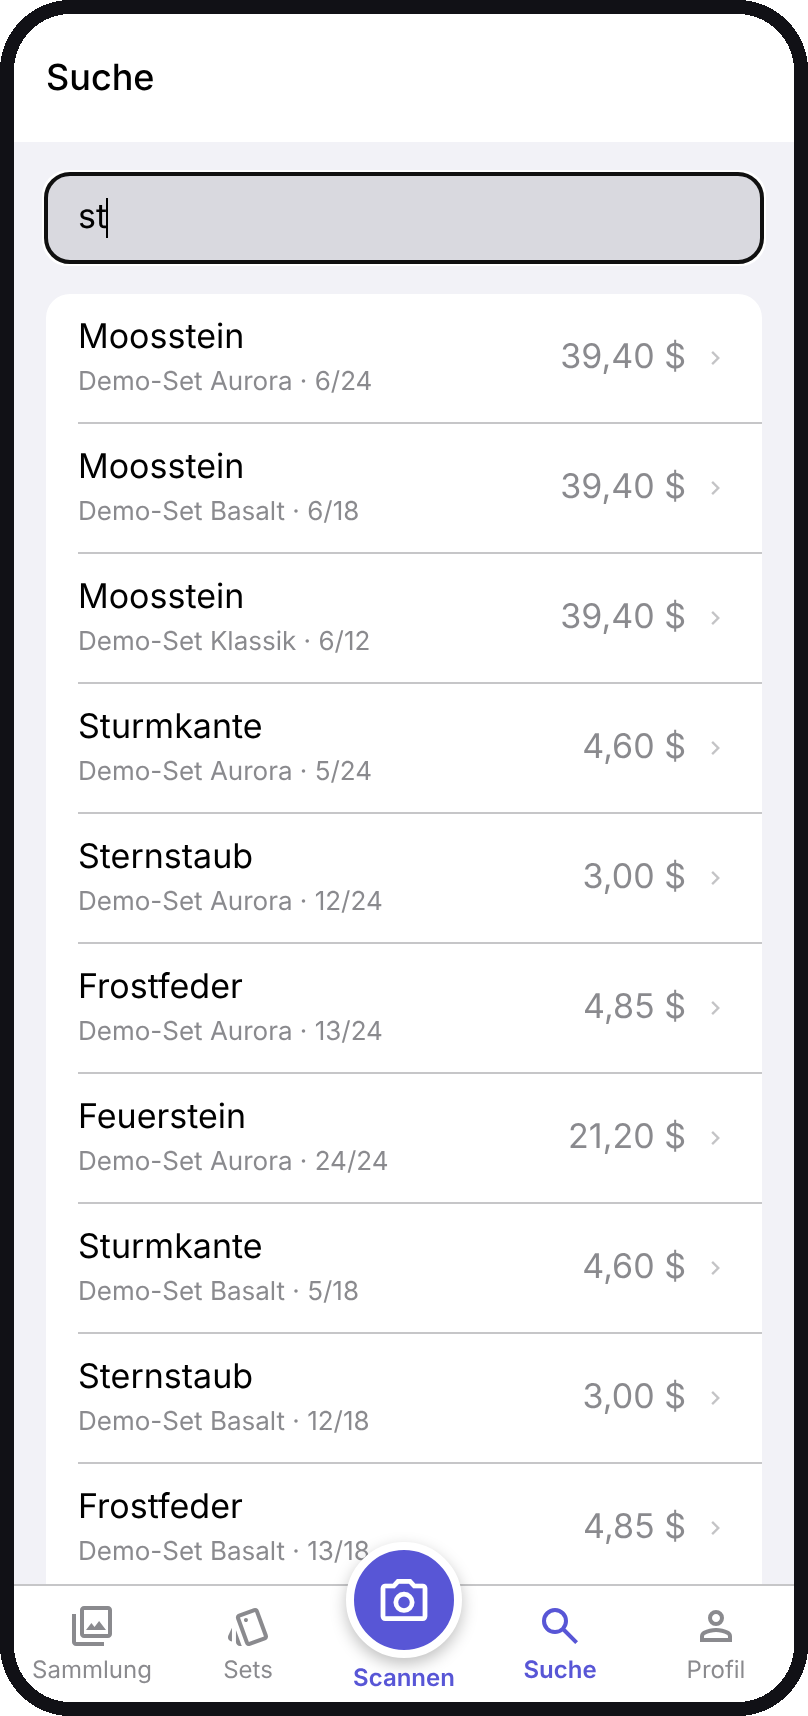 Suche
st
Moosstein
39,40 $
Demo-Set Aurora · 6/24
Moosstein
39,40 $
Demo-Set Basalt · 6/18
Moosstein
39,40 $
Demo-Set Klassik · 6/12
Sturmkante
4,60 $
Demo-Set Aurora · 5/24
Sternstaub
3,00 $
Demo-Set Aurora · 12/24
Frostfeder
4,85 $
Demo-Set Aurora · 13/24
Feuerstein
21,20 $
Demo-Set Aurora · 24/24
Sturmkante
4,60 $
Demo-Set Basalt · 5/18
Sternstaub
3,00 $
Demo-Set Basalt · 12/18
Frostfeder
4,85 $
Demo-Set Basalt · 13/18
Sammlung
Sets
Scannen
Suche
Profil